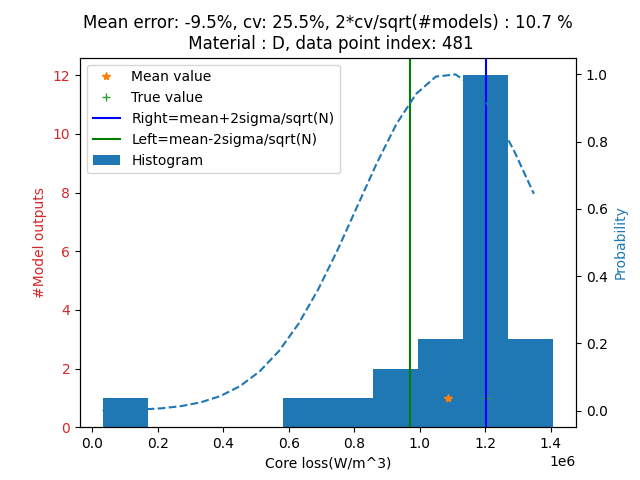 Mean error: -9.5%, cv: 25.5%, 2*cv/sqrt(#models) : 10.7 %
Material : D, data point index: 481
Mean value
True value
Right=mean+2sigma/sqrt(N)
Left=mean-2sigma/sqrt(N)
Histogram
#Model outputs
12
10
8
6
4
2
0
1.0
0.8
0.6
0.4
0.2
0.0
Probability
0.0 0.2 0.4 0.6 0.8 1.0 1.2 1.4
1e6
Core loss(W/m^3)